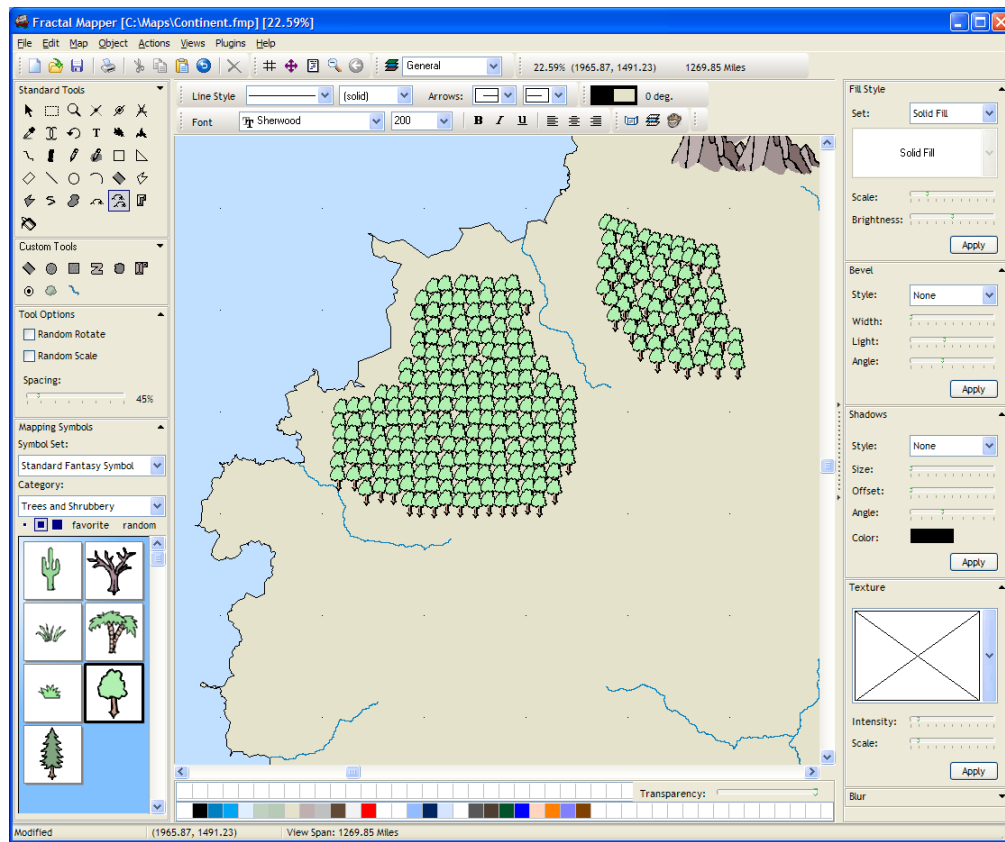 Fractal Mapper [C:\Maps\Continent.fmp] [22.59%]
File Edit Map Object Actions Views Plugins Help
General 22.59% (1965.87, 1491.23) 1269.85 Miles
Standard Tools
Line Style (solid) Arrows: 0 deg.
Font Tr Sherwood 200 B I U
T
Custom Tools
Tool Options
Random Rotate
Random Scale
Spacing:
45%
Mapping Symbols
Symbol Set:
Standard Fantasy Symbol
Category:
Trees and Shrubbery
favorite random
Fill Style
Set: Solid Fill
Solid Fill
Scale:
Brightness:
Apply
Bevel
Style: None
Width:
Light:
Angle:
Apply
Shadows
Style: None
Size:
Offset:
Angle:
Color:
Apply
Texture
Intensity:
Scale:
Apply
Blur
Transparency:
Modified (1965.87, 1491.23) View Span: 1269.85 Miles